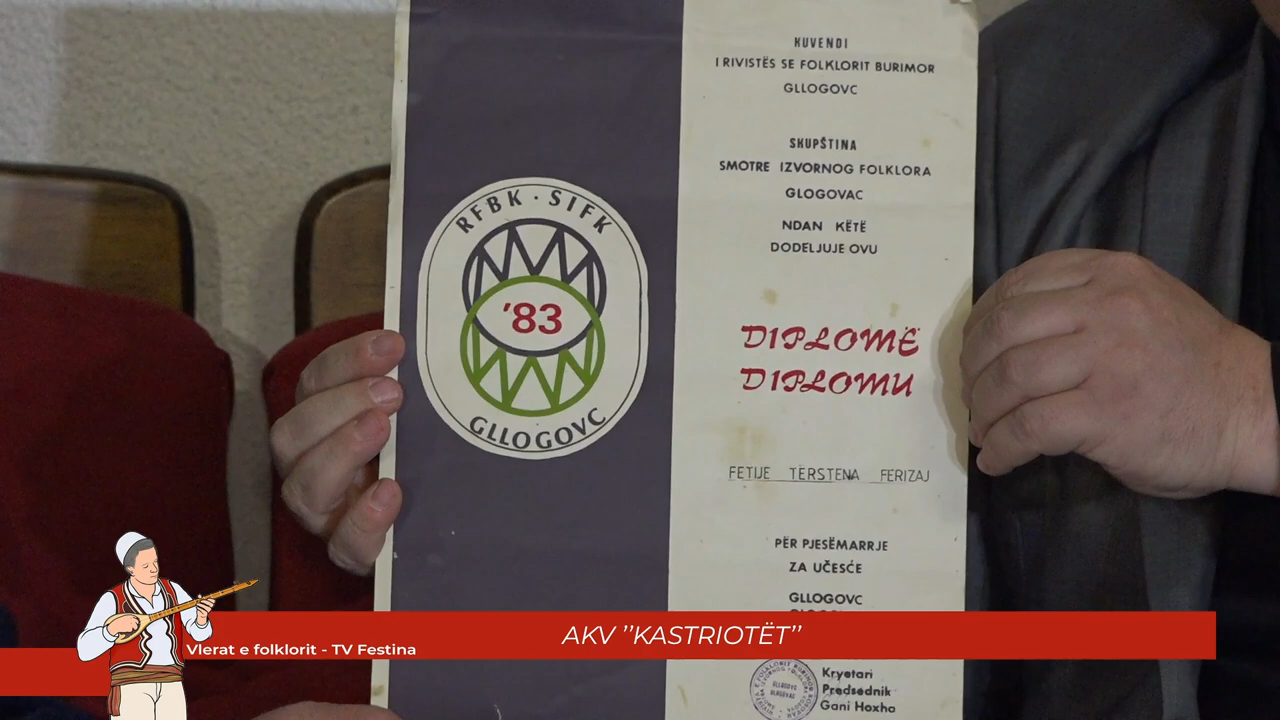 KUVENDI
I RIVISTËS SE FOLKLORIT BURIMOR
GLLOGOVC
SKUPŠTINA
SMOTRE IZVORNOG FOLKLORA
GLOGOVAC
NDAN KËTË
DODELJUJE OVU
DIPLOMË
DIPLOMU
FETIJE TËRSTENA FERIZAJ
PËR PJESËMARRJE
ZA UČESĆE
GLLOGOVC
RFBK · SIFK
'83
GLLOGOVC
AKV ’’KASTRIOTËT’’
Vlerat e folklorit - TV Festina
Kryetari
Predsednik
Gani Hoxha